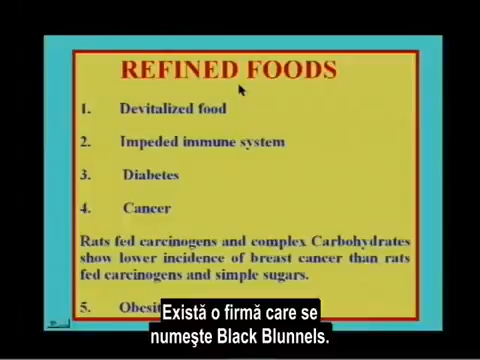 REFINED FOODS
1. Devitalized food
2. Impeded immune system
3. Diabetes
4. Cancer
Rats fed carcinogens and complex Carbohydrates
show lower incidence of breast cancer than rats
fed carcinogens and simple sugars.
5.
Există o firmă care se
numeşte Black Blunnels.